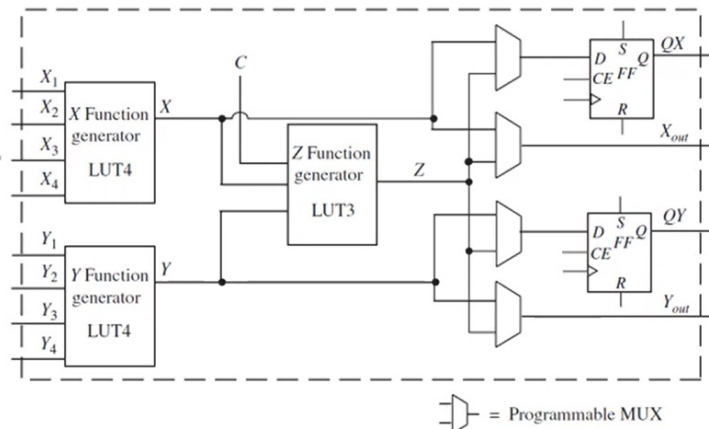 X1
X2
X3
X4
X Function
generator
LUT4
X
C
Z Function
generator
LUT3
Z
Y1
Y2
Y3
Y4
Y Function
generator
LUT4
Y
D
S
Q
CE
FF
R
QX
Xout
D
S
Q
CE
FF
R
QY
Yout
= Programmable MUX